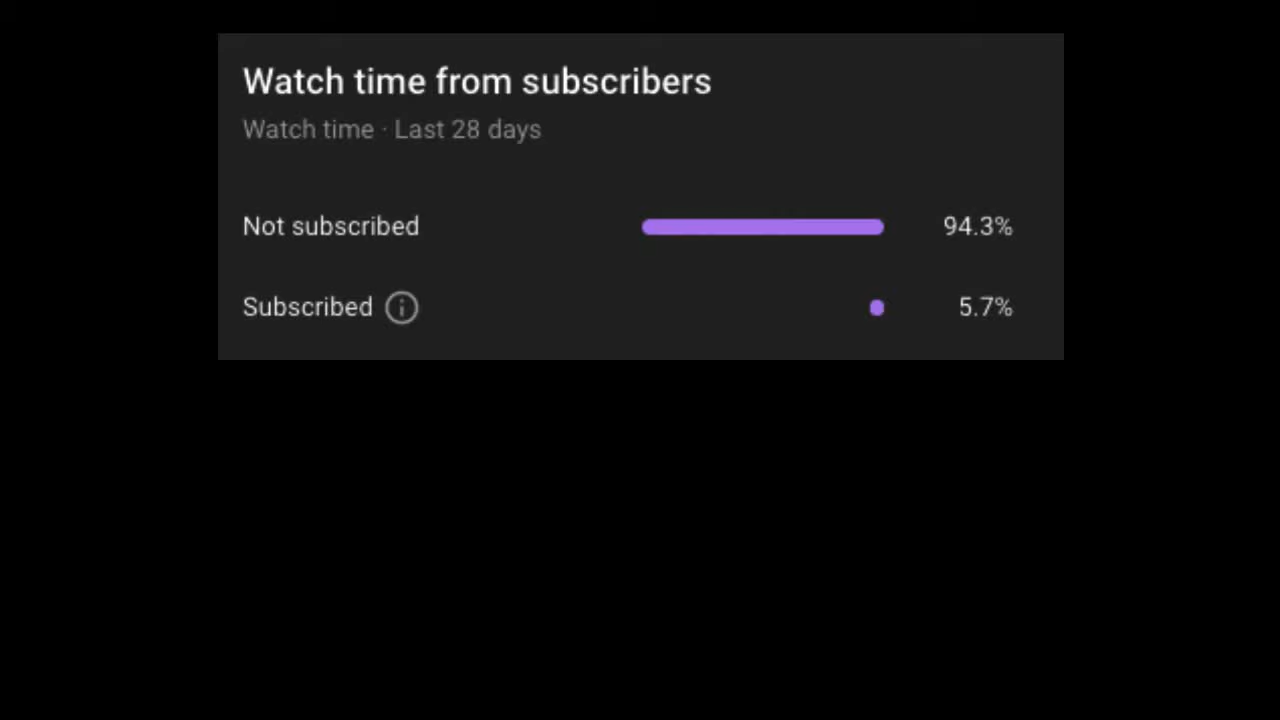 Watch time from subscribers
Watch time · Last 28 days
Not subscribed 94.3%
Subscribed 5.7%